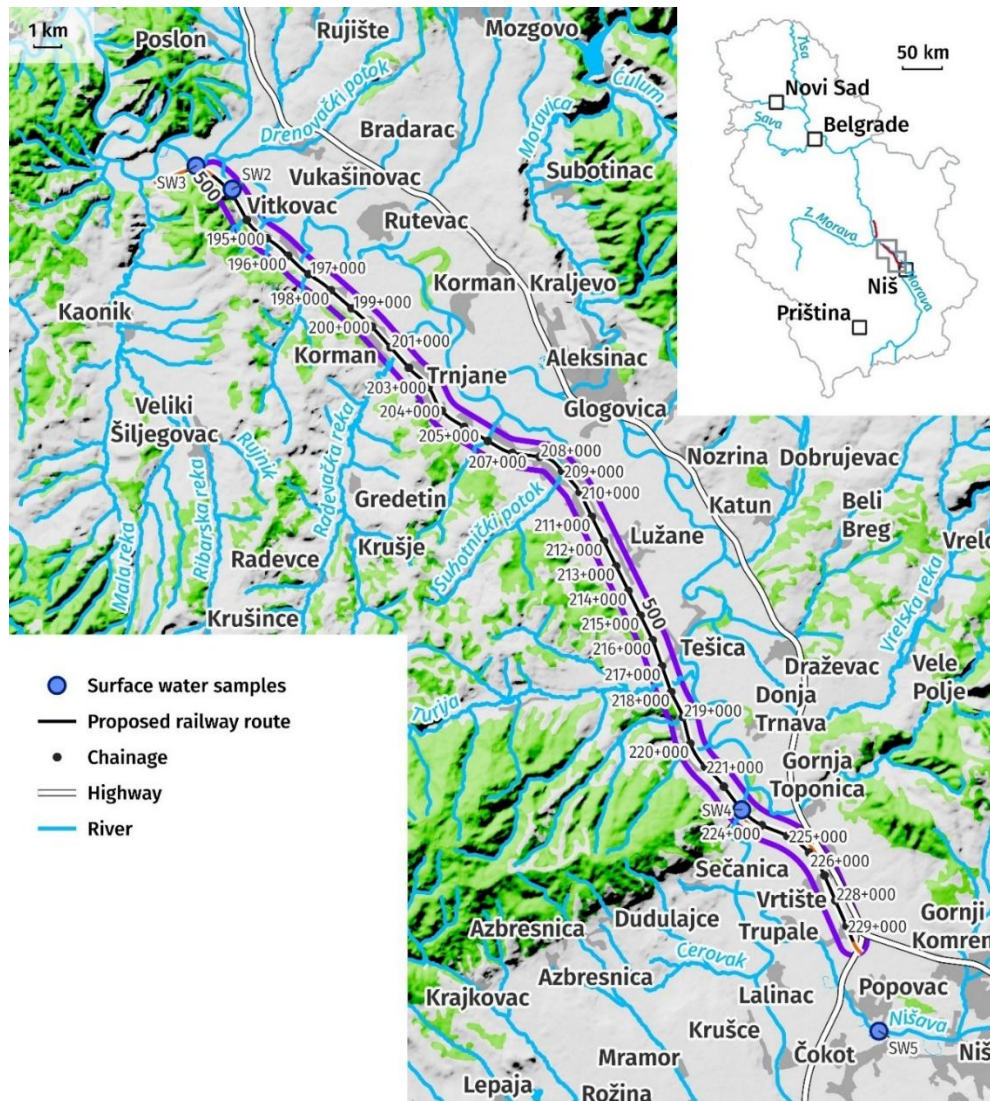 1 km
Poslon
Rujište
Mozgovo
Drenovački potok
Bradarac
Moravica
Ćulum
Subotinac
SW3
500
SW2
Vukašinovac
Vitkovac
Rutevac
195+000
196+000
197+000
198+000
199+000
200+000
201+000
Korman
Kraljevo
Kaonik
Korman
Trnjane
Aleksinac
203+000
204+000
205+000
207+000
Glogovica
Veliki
Šiljegovac
Rujnik
Radevačka reka
Ribarska reka
Mala reka
208+000
209+000
210+000
Gredetin
Suhotnički potok
211+000
212+000
213+000
214+000
215+000
216+000
217+000
218+000
500
Radevce
Krušje
Krušince
Lužane
Nozrina
Dobrujevac
Katun
Beli
Breg
Vrelo
Vrelska reka
Tešica
Draževac
Vele
Polje
Donja
Trnava
Turija
219+000
220+000
221+000
Gornja
Toponica
SW4
224+000
225+000
226+000
228+000
229+000
Sečanica
Vrtište
Trupale
Gornji
Komren
Azbresnica
Dudulajce
Cerovak
Azbresnica
Krajkovac
Lalinac
Popovac
Nišava
Krušce
Mramor
Čokot
SW5
Niš
Lepaja
Rožina
50 km
Tisa
Novi Sad
Sava
Belgrade
Z. Morava
Niš
Morava
Priština
Surface water samples
Proposed railway route
Chainage
Highway
River